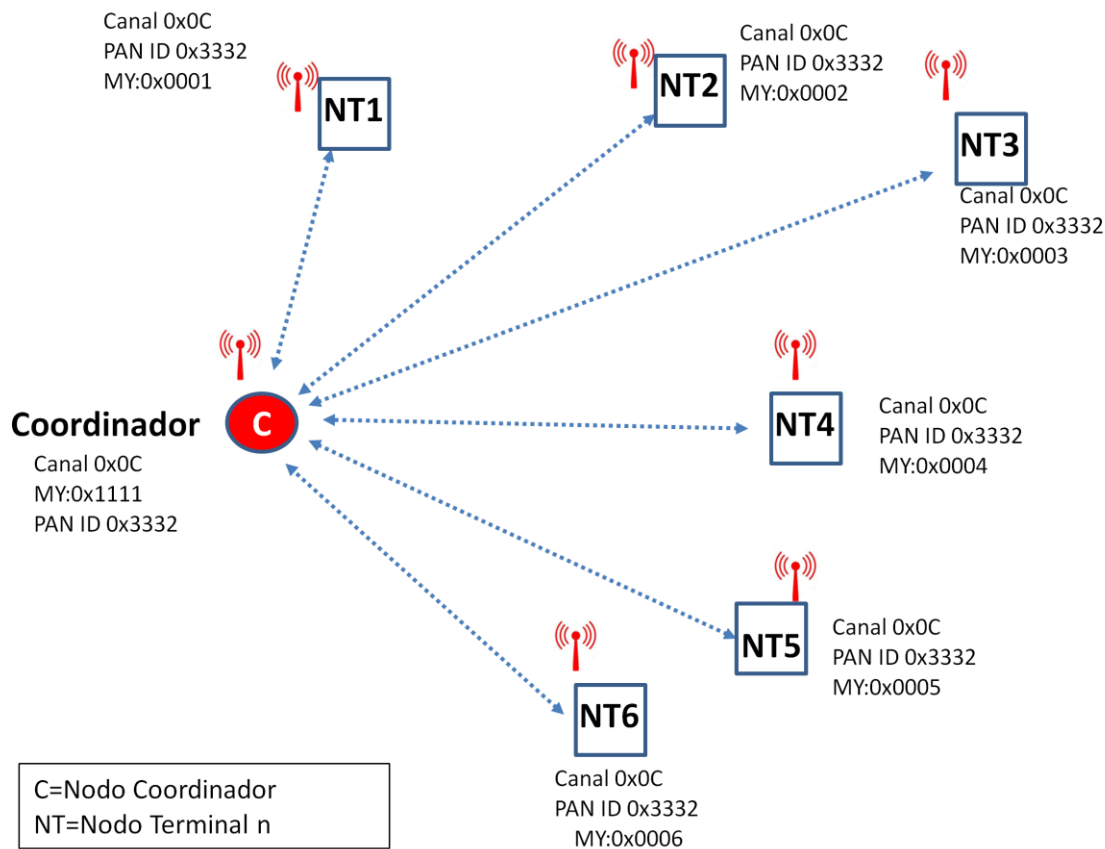 Canal 0x0C
PAN ID 0x3332
MY:0x0001
NT1
Canal 0x0C
PAN ID 0x3332
MY:0x0002
NT2
NT3
Canal 0x0C
PAN ID 0x3332
MY:0x0003
Coordinador
C
Canal 0x0C
MY:0x1111
PAN ID 0x3332
NT4
Canal 0x0C
PAN ID 0x3332
MY:0x0004
NT5
Canal 0x0C
PAN ID 0x3332
MY:0x0005
NT6
Canal 0x0C
PAN ID 0x3332
MY:0x0006
C=Nodo Coordinador
NT=Nodo Terminal n